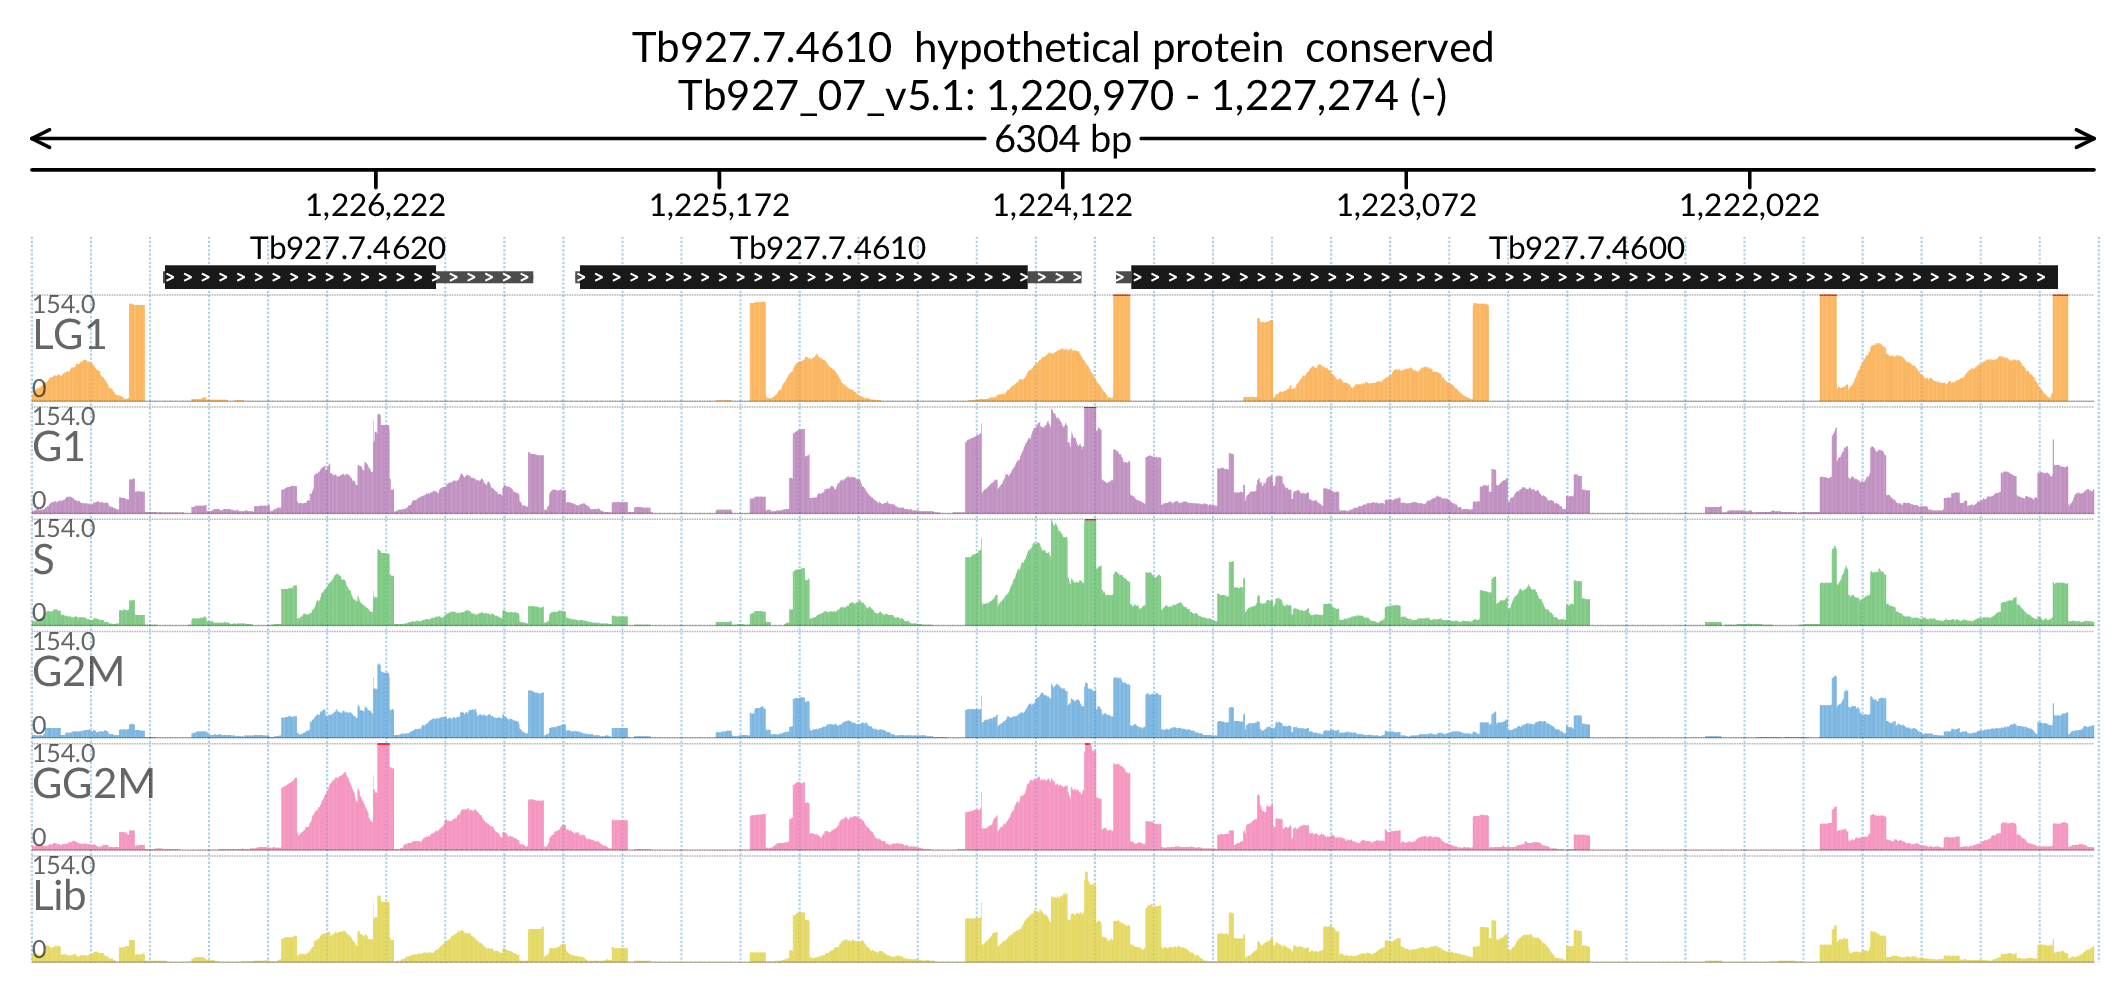 Tb927.7.4610 hypothetical protein conserved
Tb927_07_v5.1: 1,220,970 - 1,227,274 (-)
6304 bp
1,226,222 1,225,172 1,224,122 1,223,072 1,222,022
Tb927.7.4620 Tb927.7.4610 Tb927.7.4600
154.0
LG1
0
154.0
G1
0
154.0
S
0
154.0
G2M
0
154.0
GG2M
0
154.0
Lib
0